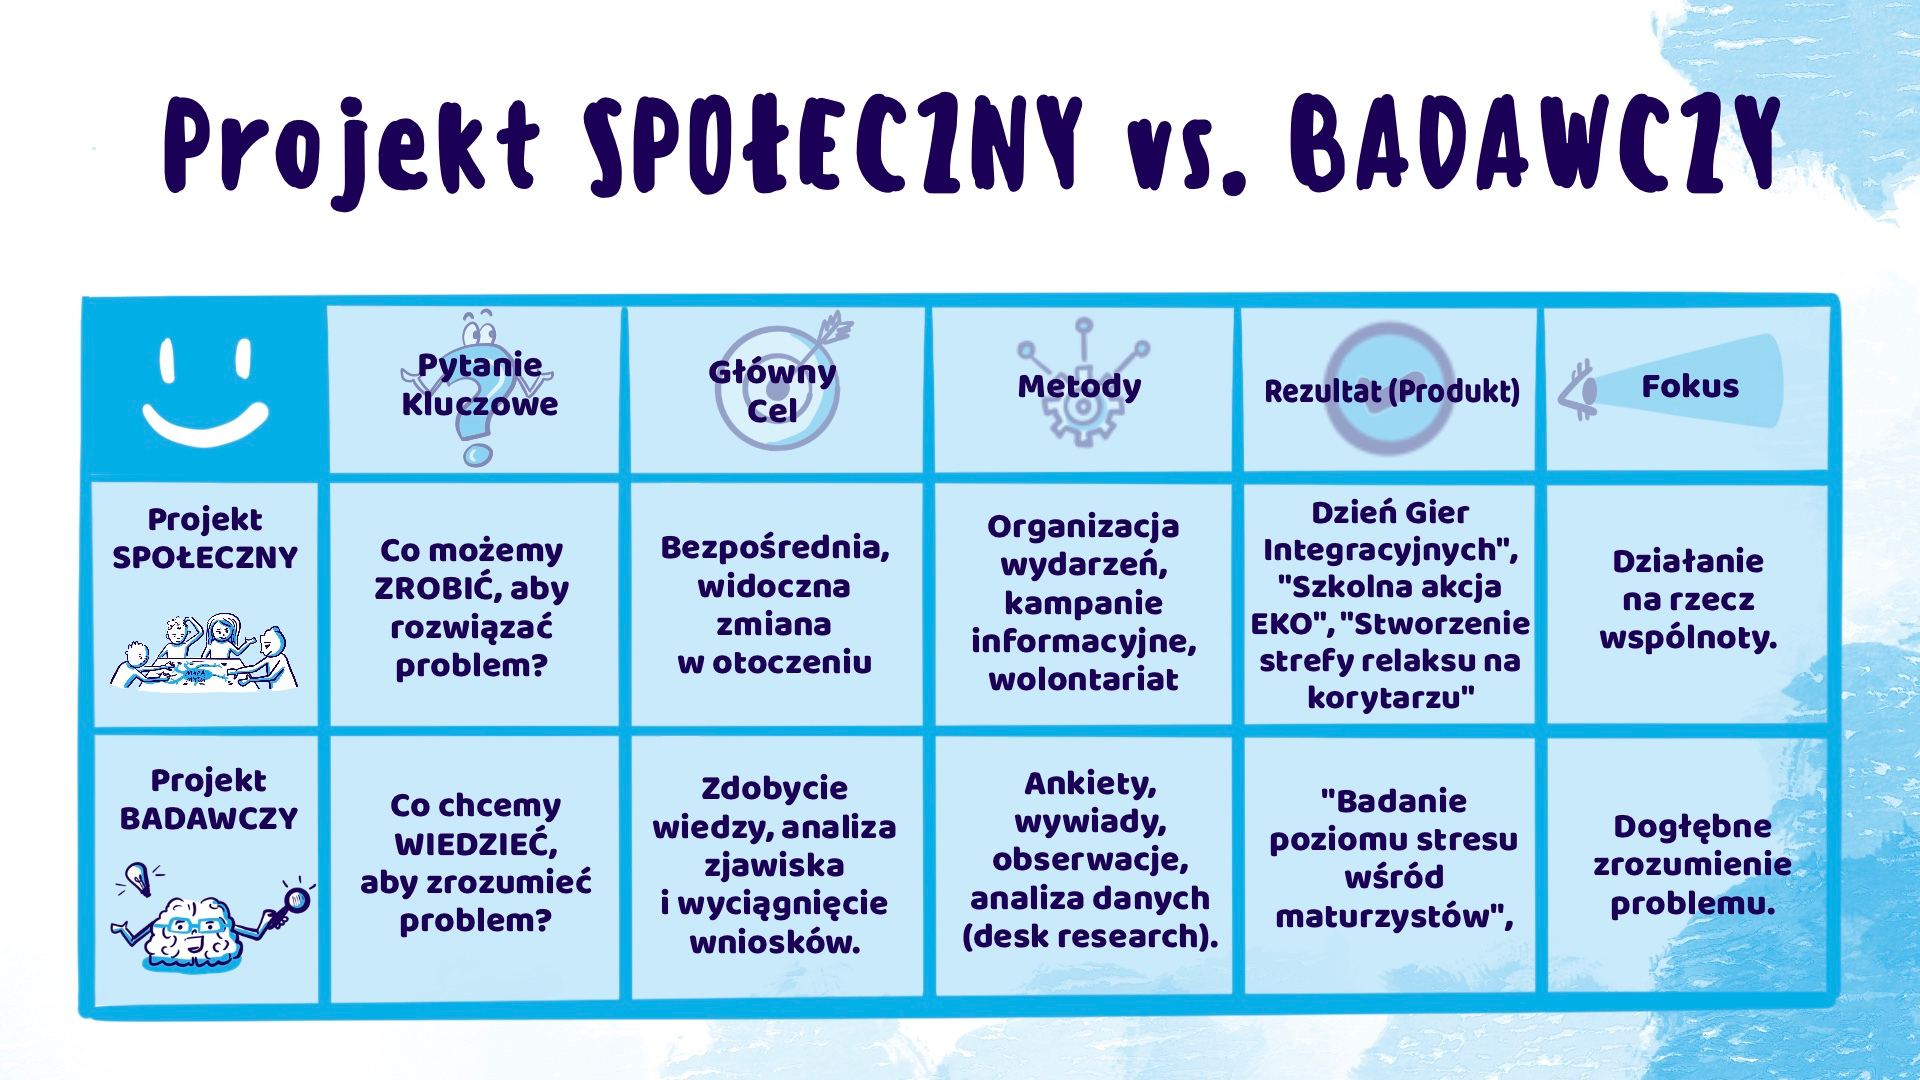 Projekt SPOŁECZNY vs. BADAWCZY
Pytanie
Kluczowe
Główny
Cel
Metody
Rezultat (Produkt)
Fokus
Projekt
SPOŁECZNY
MAPA
MYŚLI
Co możemy
ZROBIĆ, aby
rozwiązać
problem?
Bezpośrednia,
widoczna
zmiana
w otoczeniu
Organizacja
wydarzeń,
kampanie
informacyjne,
wolontariat
Dzień Gier
Integracyjnych",
"Szkolna akcja
EKO", "Stworzenie
strefy relaksu na
korytarzu"
Działanie
na rzecz
wspólnoty.
Projekt
BADAWCZY
Co chcemy
WIEDZIEĆ,
aby zrozumieć
problem?
Zdobycie
wiedzy, analiza
zjawiska
i wyciągnięcie
wniosków.
Ankiety,
wywiady,
obserwacje,
analiza danych
(desk research).
"Badanie
poziomu stresu
wśród
maturzystów",
Dogłębne
zrozumienie
problemu.